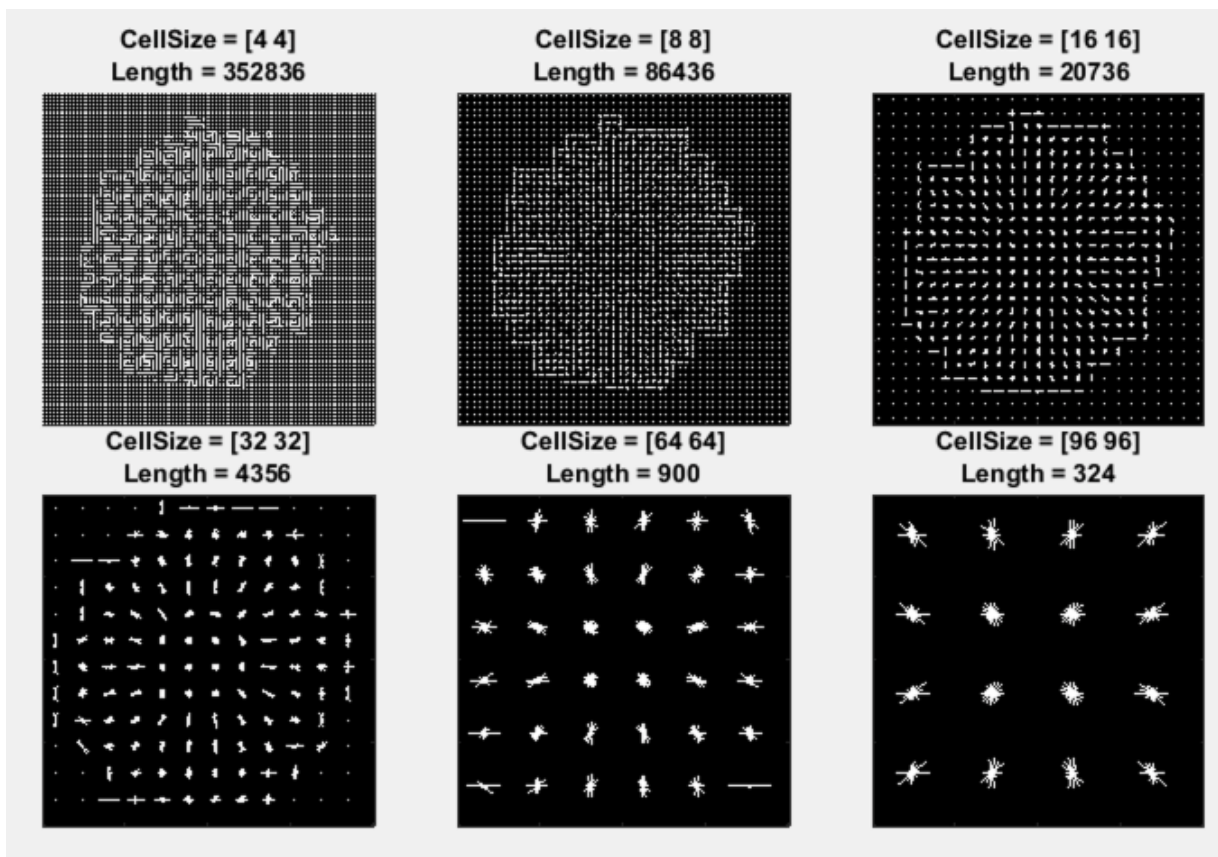 CellSize = [4 4]
Length = 352836
CellSize = [8 8]
Length = 86436
CellSize = [16 16]
Length = 20736
CellSize = [32 32]
Length = 4356
CellSize = [64 64]
Length = 900
CellSize = [96 96]
Length = 324